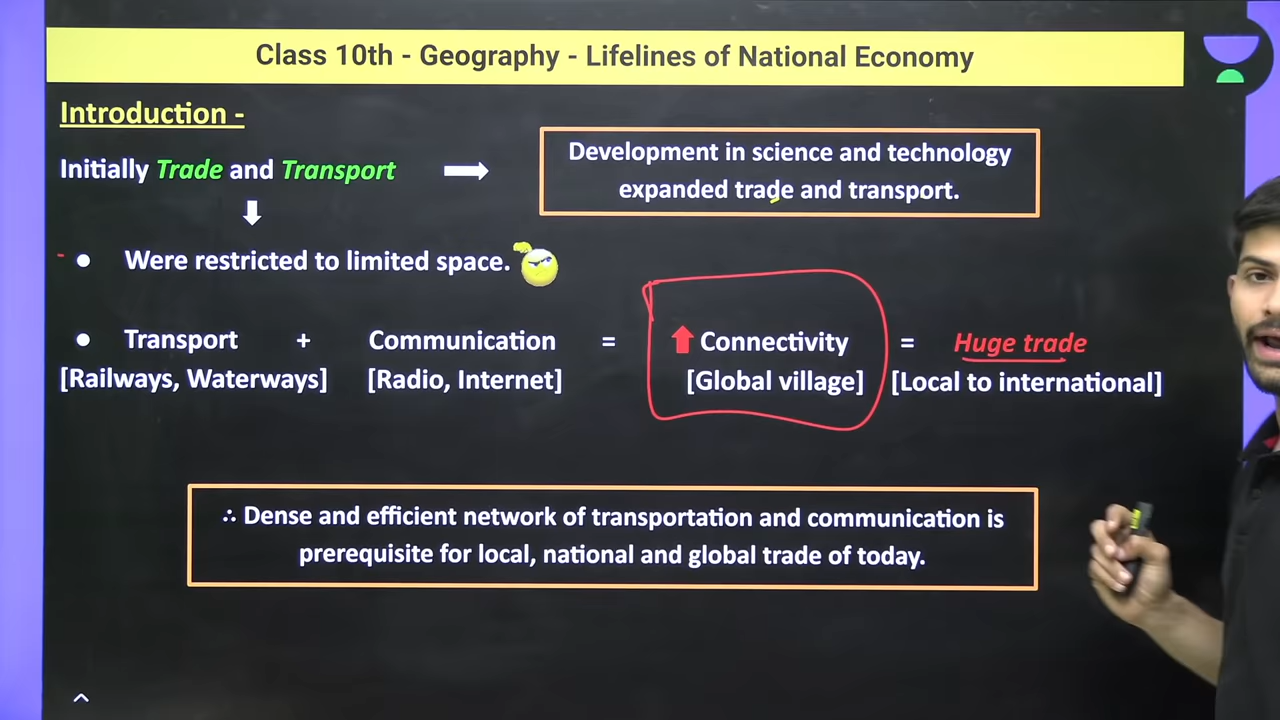 Class 10th - Geography - Lifelines of National Economy
Introduction -
Initially Trade and Transport
Development in science and technology
expanded trade and transport.
● Were restricted to limited space.
● Transport + Communication = Connectivity = Huge trade
[Railways, Waterways] [Radio, Internet] [Global village] [Local to international]
∴ Dense and efficient network of transportation and communication is
prerequisite for local, national and global trade of today.